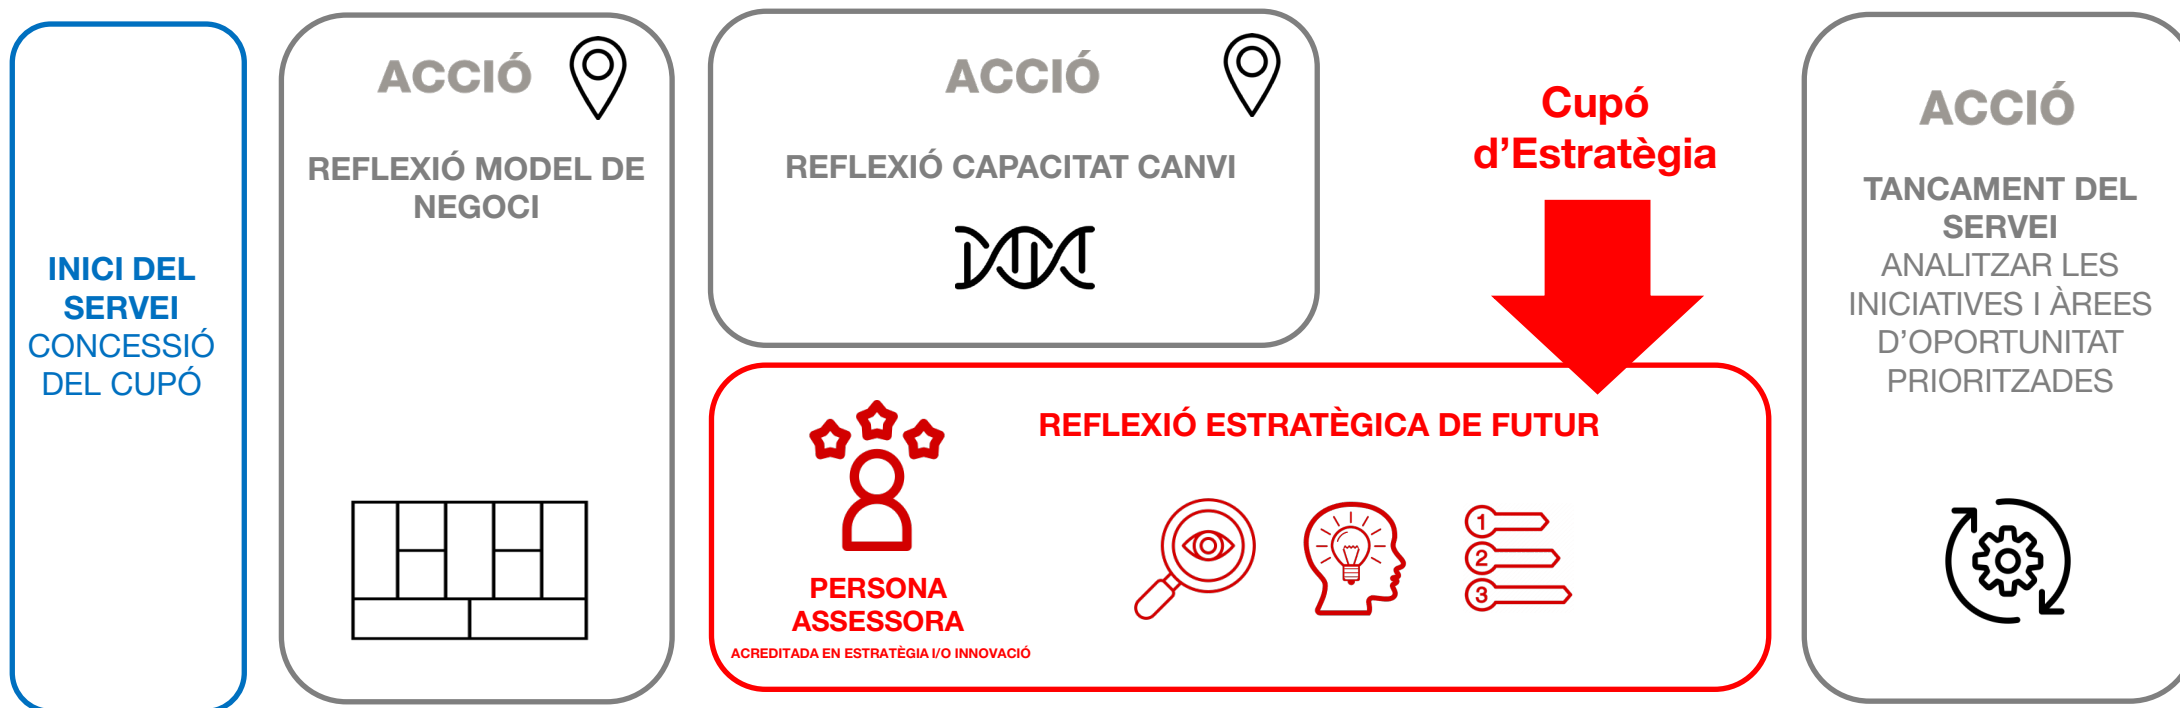 INICI DEL
SERVEI
CONCESSIÓ
DEL CUPÓ
ACCIÓ
REFLEXIÓ MODEL DE
NEGOCI
ACCIÓ
REFLEXIÓ CAPACITAT CANVI
Cupó
d’Estratègia
REFLEXIÓ ESTRATÈGICA DE FUTUR
PERSONA
ASSESSORA
ACREDITADA EN ESTRATÈGIA I/O INNOVACIÓ
1
2
3
ACCIÓ
TANCAMENT DEL
SERVEI
ANALITZAR LES
INICIATIVES I ÀREES
D’OPORTUNITAT
PRIORITZADES